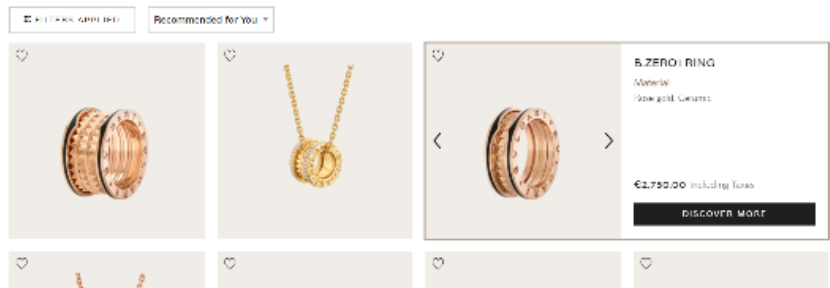 FILTERS APPLIED
Recommended for You
B.ZERO1 RING
Material
Rose gold, Ceramic
€2,750.00 Including Taxes
DISCOVER MORE